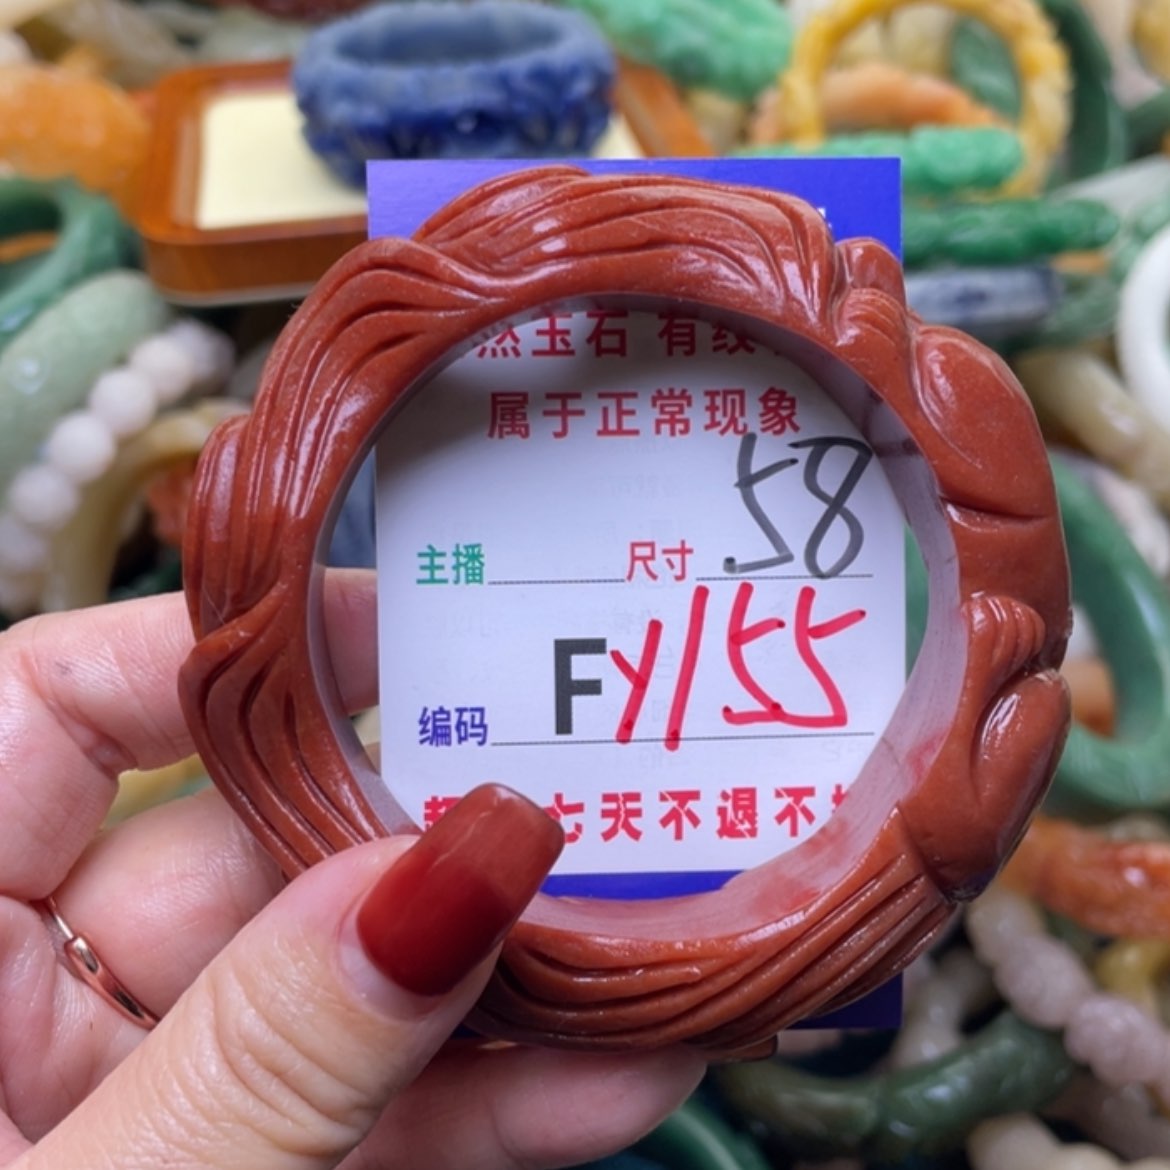 然玉石 有纹
属于正常现象
主播 尺寸 58
编码 Fy155
七天不退不